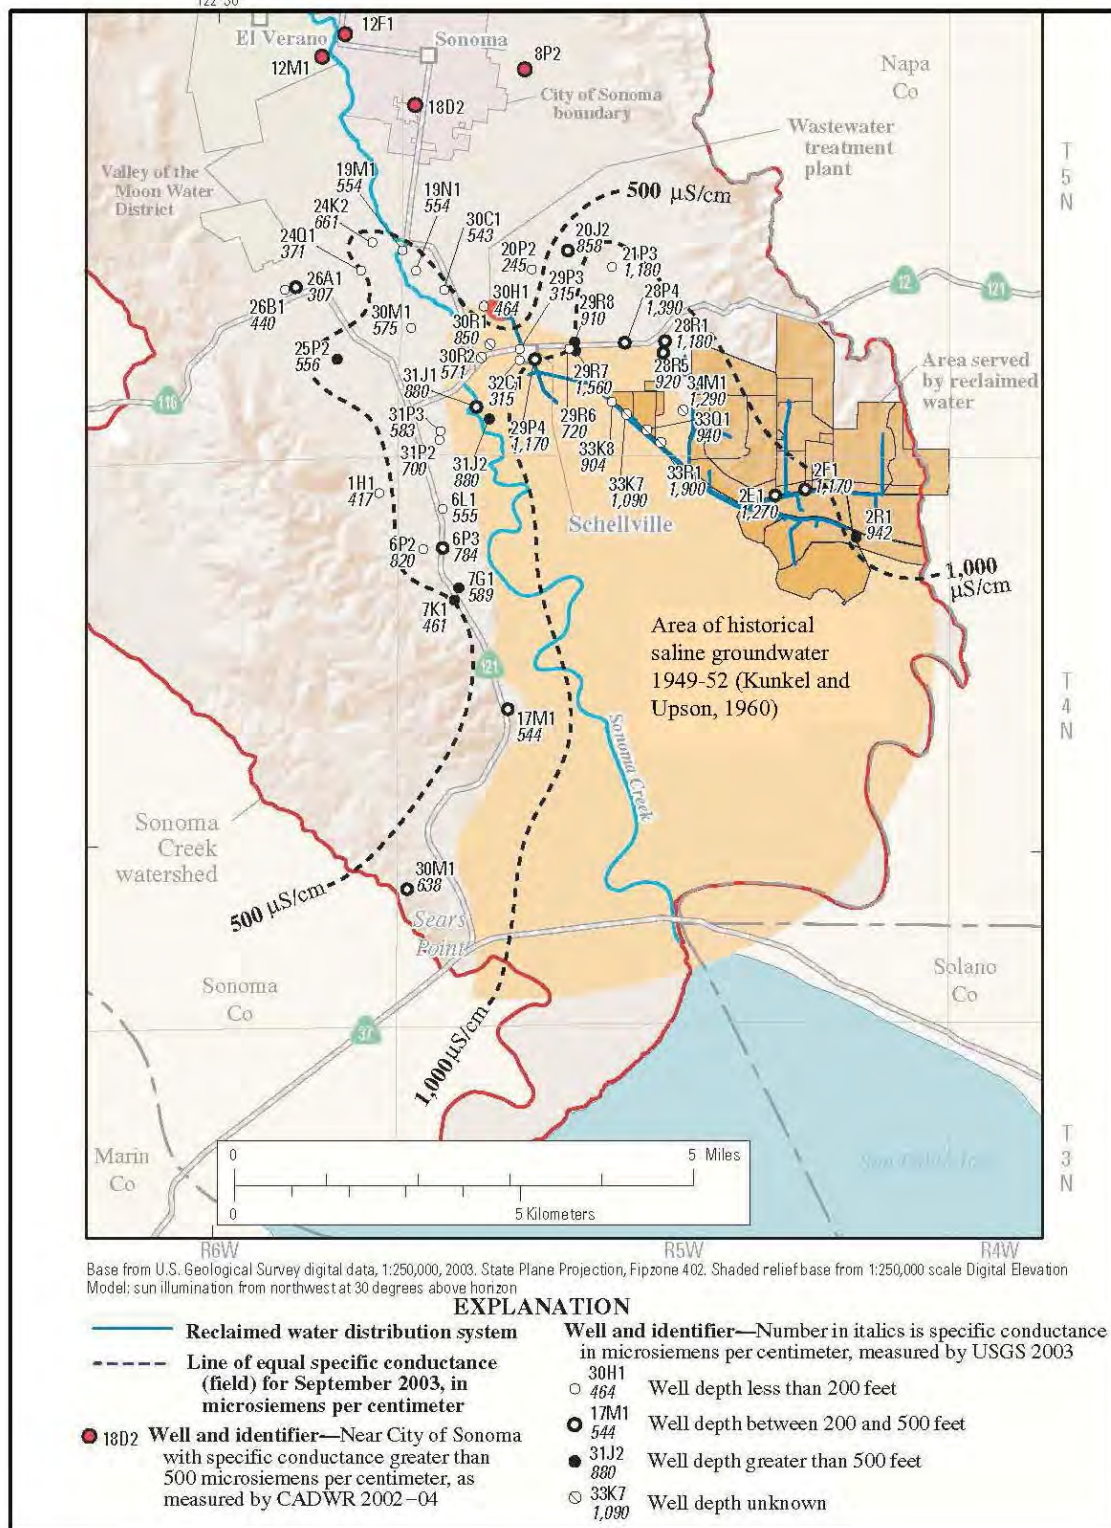 122°30'
12F1
El Verano
Sonoma
12M1
8P2
Napa
Co
18D2
City of Sonoma
boundary
Wastewater
treatment
plant
T
5
N
Valley of the
Moon Water
District
19M1
554
19N1
554
500 µS/cm
24K2
661
30C1
543
24Q1
371
20J2
858
20P2
245
21P3
1,180
12
121
26A1
307
29P3
315
26B1
440
30H1
464
29R8
910
28P4
1,390
30M1
575
30R1
850
28R1
1,180
Area served
by reclaimed
water
25P2
556
30R2
571
28R5
920
116
31J1
880
32C1
315
29R7
1,560
34M1
1,290
31P3
583
29P4
1,170
29R6
720
33Q1
940
31P2
700
31J2
880
33K8
904
33R1
1,900
2F1
1,170
1H1
417
33K7
1,090
2E1
1,270
6L1
555
Schellville
2R1
942
6P2
820
6P3
784
1,000
µS/cm
7G1
589
7K1
461
Area of historical
saline groundwater
1949-52 (Kunkel and
Upson, 1960)
121
T
4
N
17M1
544
Sonoma Creek
Sonoma
Creek
watershed
30M1
638
500 µS/cm
Sears
Point
Solano
Co
Sonoma
Co
37
1,000 µS/cm
Marin
Co
T
3
N
0
5 Miles
0
5 Kilometers
R6W
R5W
R4W
Base from U.S. Geological Survey digital data, 1:250,000, 2003. State Plane Projection, Fipzone 402. Shaded relief base from 1:250,000 scale Digital Elevation
Model: sun illumination from northwest at 30 degrees above horizon
EXPLANATION
Reclaimed water distribution system
Line of equal specific conductance
(field) for September 2003, in
microsiemens per centimeter
18D2 Well and identifier—Near City of Sonoma
with specific conductance greater than
500 microsiemens per centimeter, as
measured by CADWR 2002–04
Well and identifier—Number in italics is specific conductance
in microsiemens per centimeter, measured by USGS 2003
30H1
464 Well depth less than 200 feet
17M1
544 Well depth between 200 and 500 feet
31J2
880 Well depth greater than 500 feet
33K7
1,090 Well depth unknown